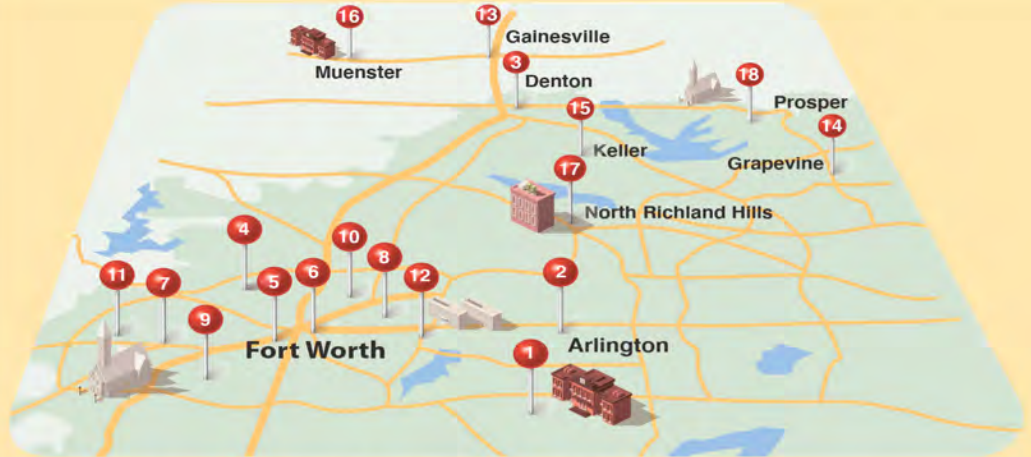 16
13
Gainesville
Muenster
3
Denton
18
Prosper
15
Keller
14
Grapevine
17
North Richland Hills
4
10
8
11
7
5
6
12
2
9
Fort Worth
1
Arlington